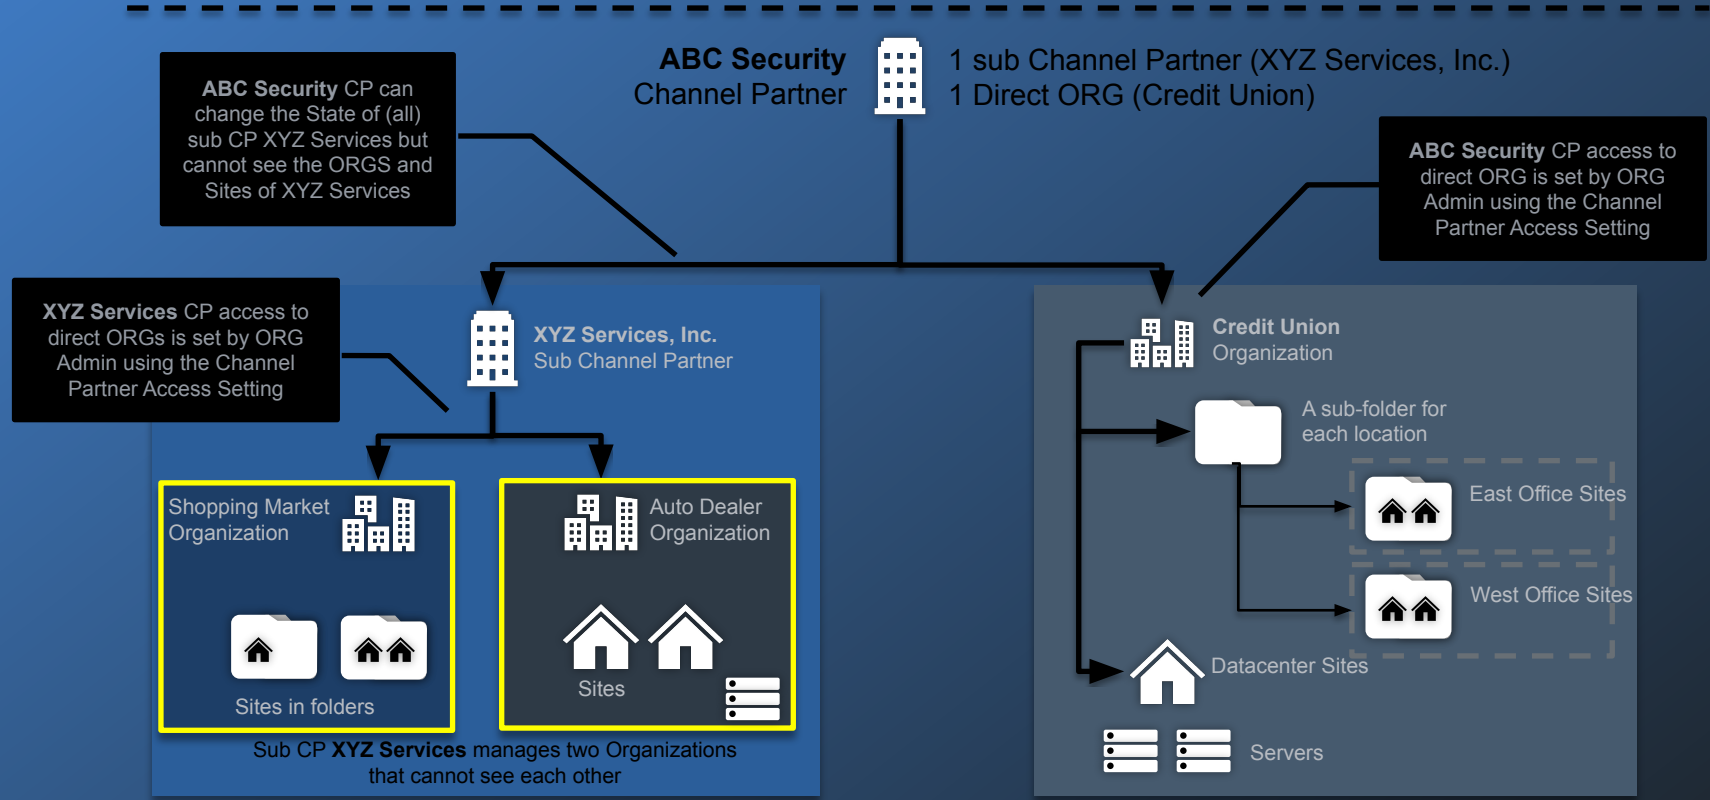 ABC Security
Channel Partner
1 sub Channel Partner (XYZ Services, Inc.)
1 Direct ORG (Credit Union)
ABC Security CP can
change the State of (all)
sub CP XYZ Services but
cannot see the ORGS and
Sites of XYZ Services
ABC Security CP access to
direct ORG is set by ORG
Admin using the Channel
Partner Access Setting
XYZ Services CP access to
direct ORGs is set by ORG
Admin using the Channel
Partner Access Setting
XYZ Services, Inc.
Sub Channel Partner
Credit Union
Organization
A sub-folder for
each location
East Office Sites
West Office Sites
Datacenter Sites
Servers
Shopping Market
Organization
Sites in folders
Auto Dealer
Organization
Sites
Sub CP XYZ Services manages two Organizations
that cannot see each other